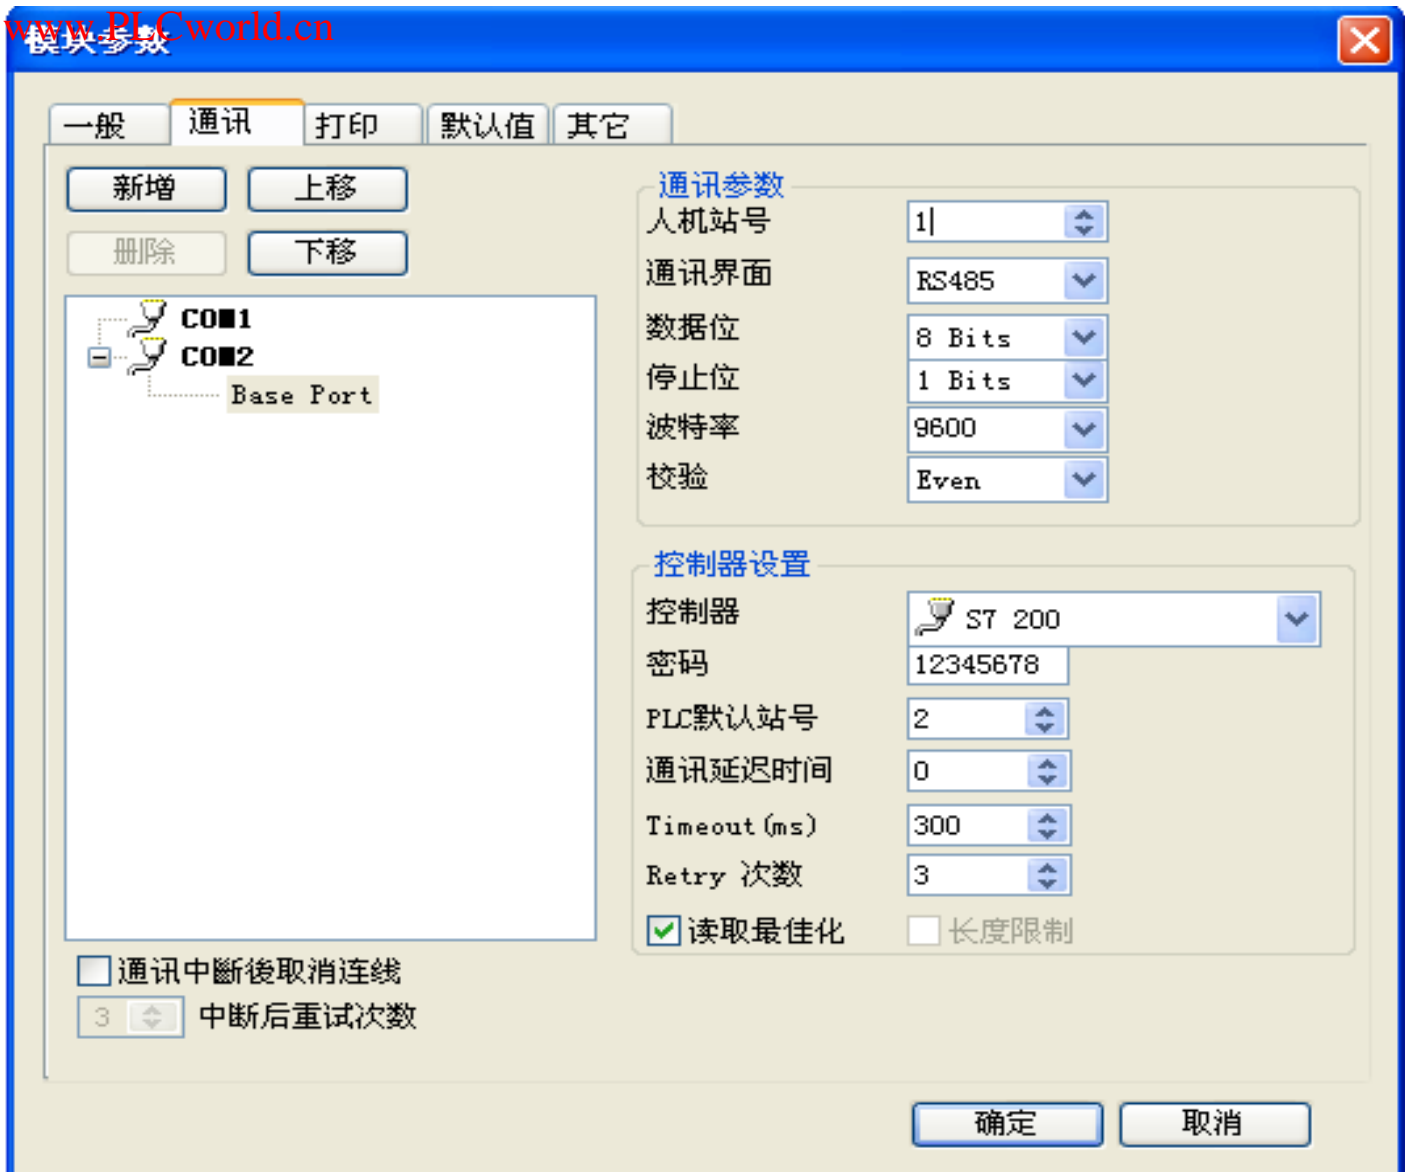 www.PLCworld.cn
模块参数
一般 通讯 打印 默认值 其它
新增 上移
删除 下移
COM1
COM2
Base Port
通讯中斷後取消连线
3 中断后重试次数
通讯参数
人机站号 1
通讯界面 RS485
数据位 8 Bits
停止位 1 Bits
波特率 9600
校验 Even
控制器设置
控制器 S7 200
密码 12345678
PLC默认站号 2
通讯延迟时间 0
Timeout(ms) 300
Retry 次数 3
读取最佳化 长度限制
确定 取消